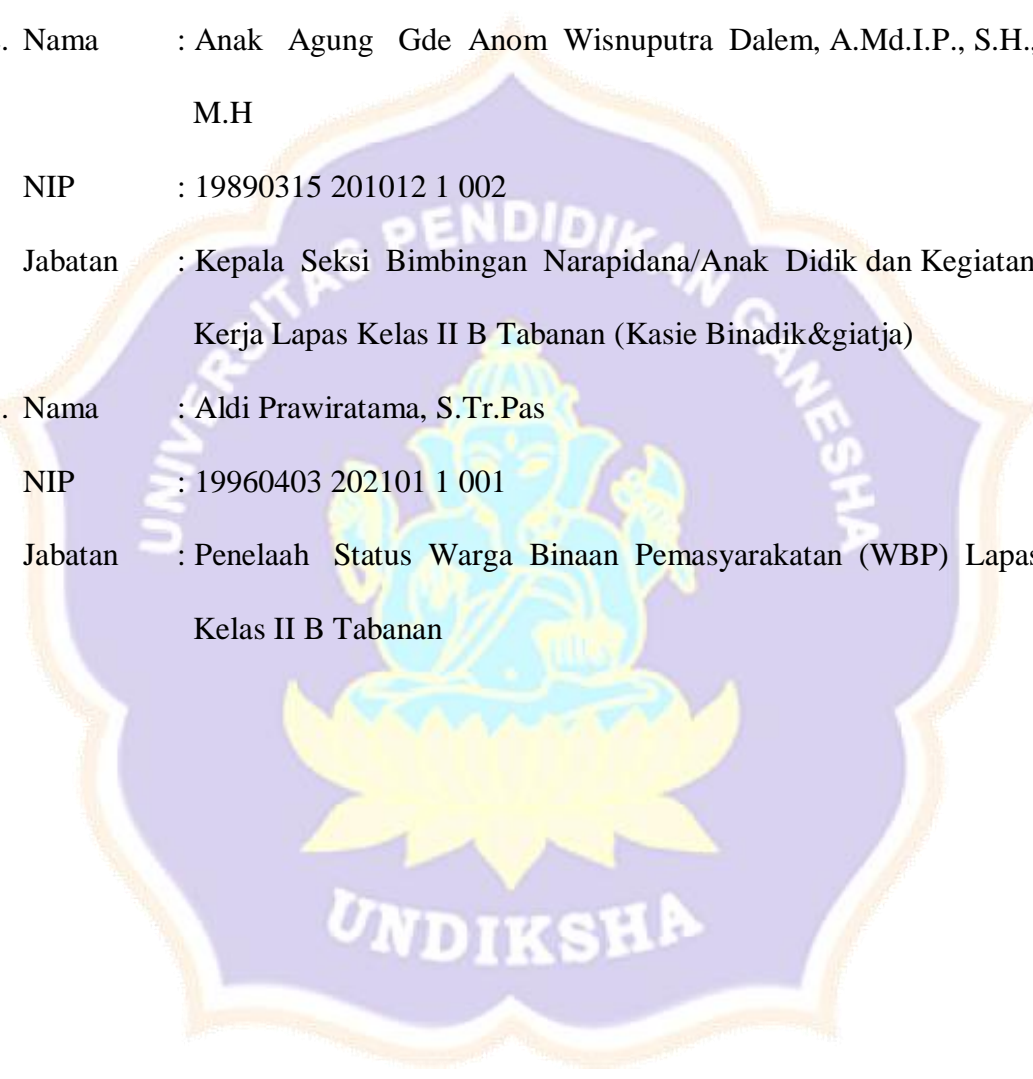 . Nama : Anak Agung Gde Anom Wisnuputra Dalem, A.Md.I.P., S.H.,
M.H
NIP : 19890315 201012 1 002
Jabatan : Kepala Seksi Bimbingan Narapidana/Anak Didik dan Kegiatan
Kerja Lapas Kelas II B Tabanan (Kasie Binadik&giatja)
. Nama : Aldi Prawiratama, S.Tr.Pas
NIP : 19960403 202101 1 001
Jabatan : Penelaah Status Warga Binaan Pemasyarakatan (WBP) Lapas
Kelas II B Tabanan
UNIVERSITAS PENDIDIKAN GANESHA
UNDIKSHA